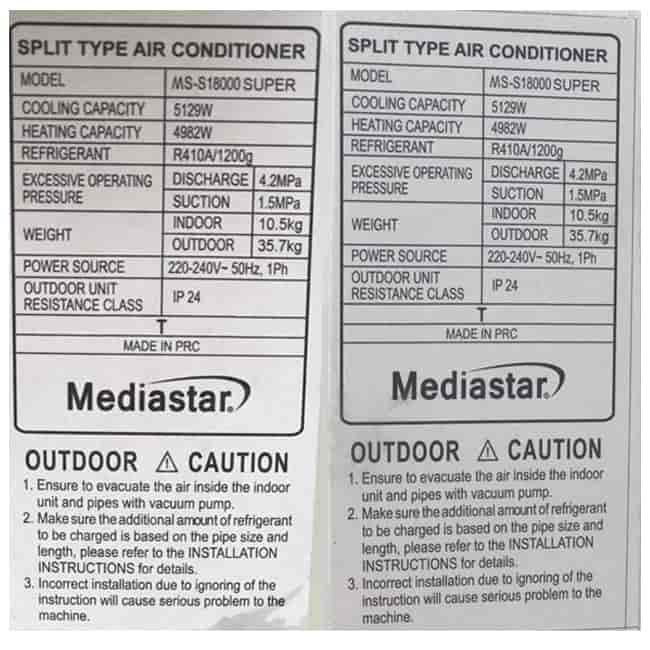 SPLIT TYPE AIR CONDITIONER
MODEL MS-S18000 SUPER
COOLING CAPACITY 5129W
HEATING CAPACITY 4982W
REFRIGERANT R410A/1200g
EXCESSIVE OPERATING PRESSURE DISCHARGE 4.2MPa
SUCTION 1.5MPa
WEIGHT INDOOR 10.5kg
OUTDOOR 35.7kg
POWER SOURCE 220-240V~ 50Hz, 1Ph
OUTDOOR UNIT
RESISTANCE CLASS IP 24
T
MADE IN PRC
Mediastar®
OUTDOOR ⚠ CAUTION
1. Ensure to evacuate the air inside the indoor
unit and pipes with vacuum pump.
2. Make sure the additional amount of refrigerant
to be charged is based on the pipe size and
length, please refer to the INSTALLATION
INSTRUCTIONS for details.
3. Incorrect installation due to ignoring of the
instruction will cause serious problem to the
machine.
SPLIT TYPE AIR CONDITIONER
MODEL MS-S18000 SUPER
COOLING CAPACITY 5129W
HEATING CAPACITY 4982W
REFRIGERANT R410A/1200g
EXCESSIVE OPERATING PRESSURE DISCHARGE 4.2MPa
SUCTION 1.5MPa
WEIGHT INDOOR 10.5kg
OUTDOOR 35.7kg
POWER SOURCE 220-240V~ 50Hz, 1Ph
OUTDOOR UNIT
RESISTANCE CLASS IP 24
T
MADE IN PRC
Mediastar®
OUTDOOR ⚠ CAUTION
1. Ensure to evacuate the air inside the indoor
unit and pipes with vacuum pump.
2. Make sure the additional amount of refrigerant
to be charged is based on the pipe size and
length, please refer to the INSTALLATION
INSTRUCTIONS for details.
3. Incorrect installation due to ignoring of the
instruction will cause serious problem to the
machine.